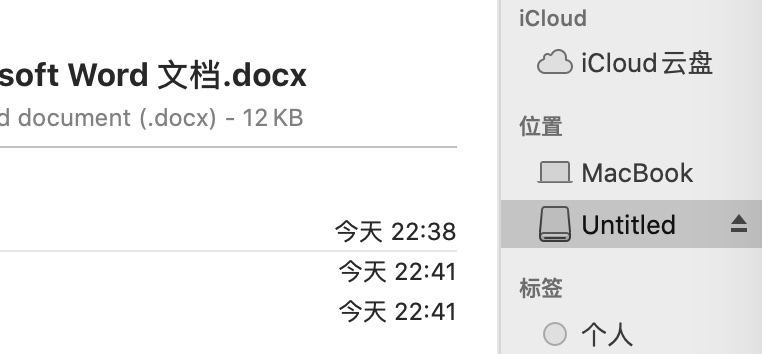 soft Word 文档.docx
d document (.docx) - 12 KB
今天 22:38
今天 22:41
今天 22:41
iCloud
iCloud云盘
位置
MacBook
Untitled
标签
个人